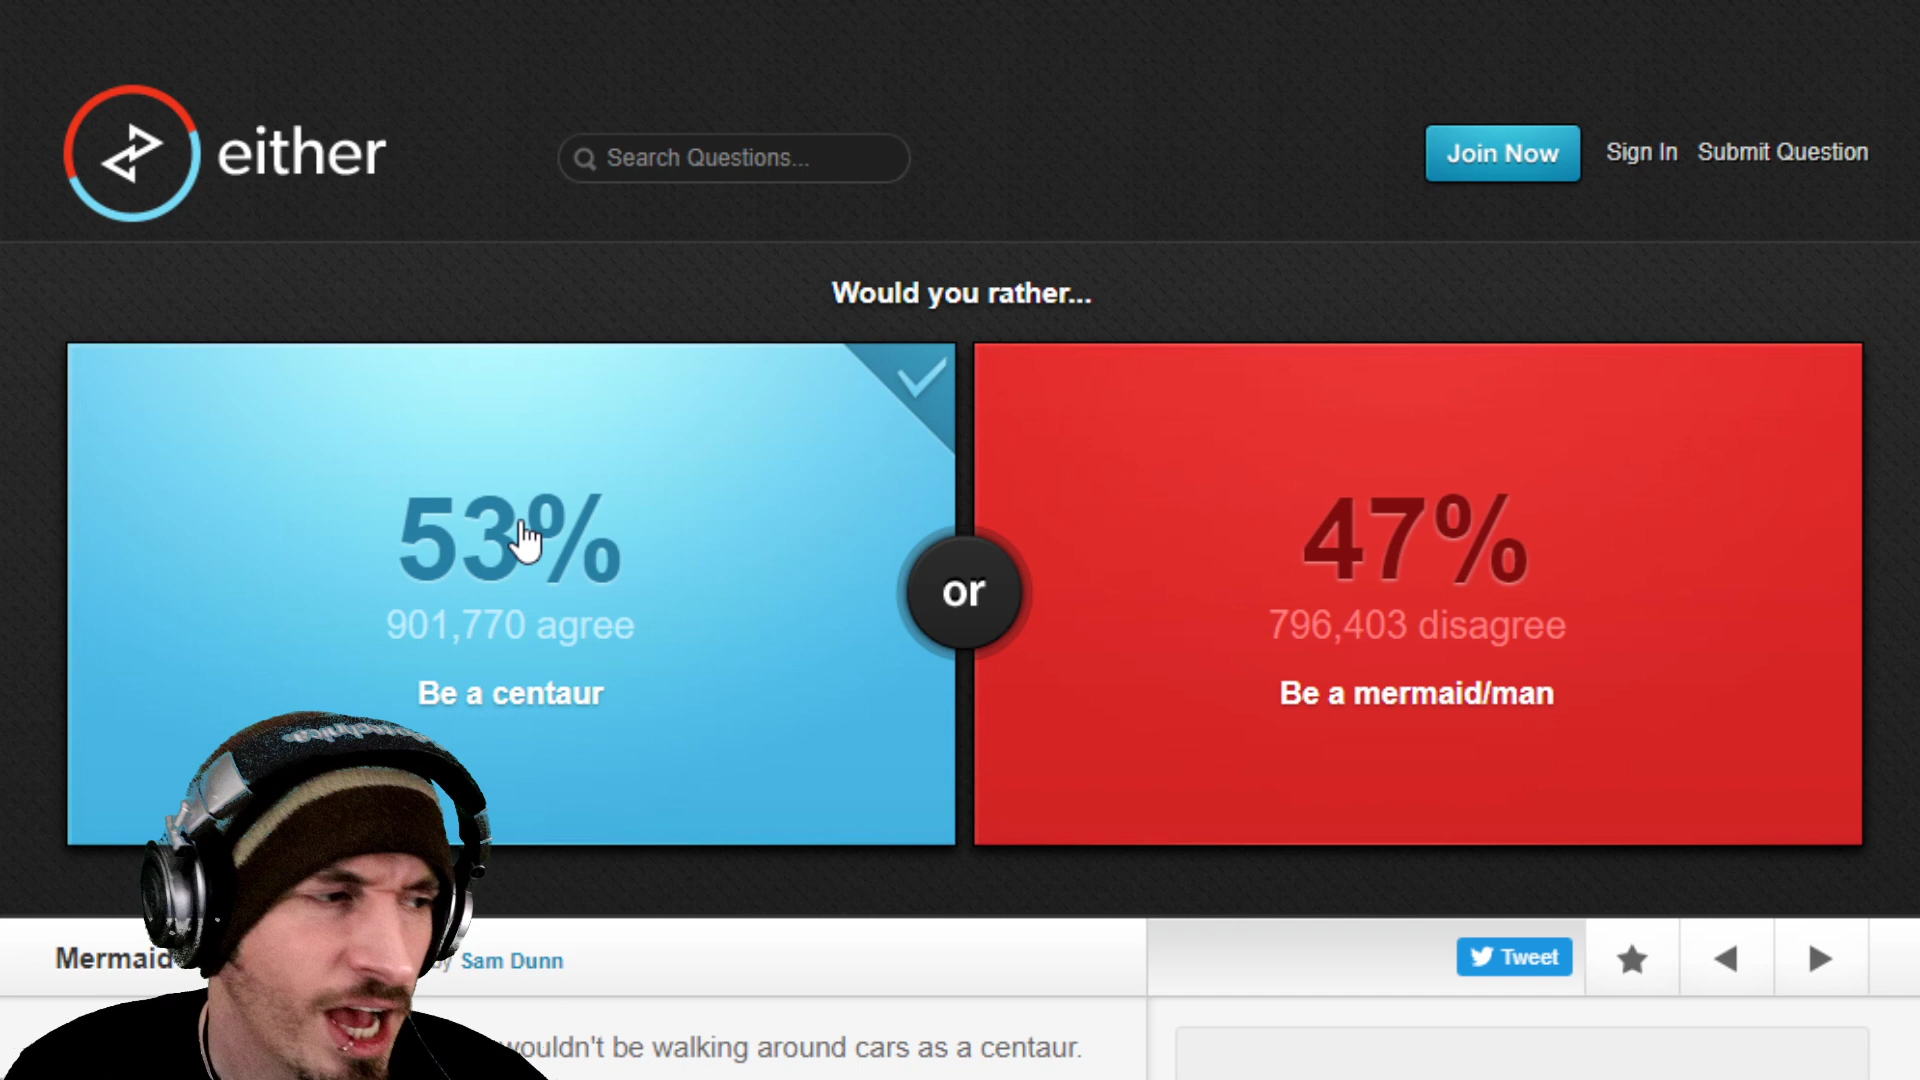 either
Search Questions...
Join Now
Sign In
Submit Question
Would you rather...
53%
901,770 agree
Be a centaur
or
47%
796,403 disagree
Be a mermaid/man
Mermaid
by Sam Dunn
Tweet
wouldn't be walking around cars as a centaur.